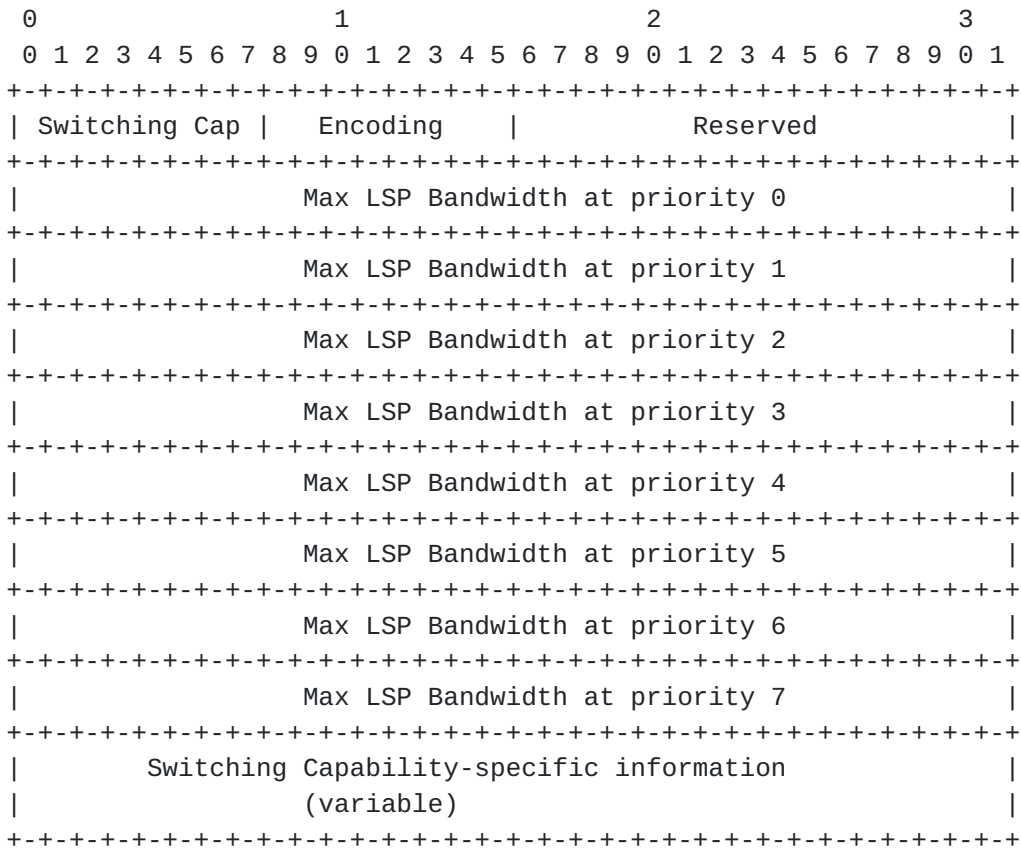 0                   1                   2                   3
 0 1 2 3 4 5 6 7 8 9 0 1 2 3 4 5 6 7 8 9 0 1 2 3 4 5 6 7 8 9 0 1
+-+-+-+-+-+-+-+-+-+-+-+-+-+-+-+-+-+-+-+-+-+-+-+-+-+-+-+-+-+-+-+-+
| Switching Cap |   Encoding    |           Reserved            |
+-+-+-+-+-+-+-+-+-+-+-+-+-+-+-+-+-+-+-+-+-+-+-+-+-+-+-+-+-+-+-+-+
|                  Max LSP Bandwidth at priority 0              |
+-+-+-+-+-+-+-+-+-+-+-+-+-+-+-+-+-+-+-+-+-+-+-+-+-+-+-+-+-+-+-+-+
|                  Max LSP Bandwidth at priority 1              |
+-+-+-+-+-+-+-+-+-+-+-+-+-+-+-+-+-+-+-+-+-+-+-+-+-+-+-+-+-+-+-+-+
|                  Max LSP Bandwidth at priority 2              |
+-+-+-+-+-+-+-+-+-+-+-+-+-+-+-+-+-+-+-+-+-+-+-+-+-+-+-+-+-+-+-+-+
|                  Max LSP Bandwidth at priority 3              |
+-+-+-+-+-+-+-+-+-+-+-+-+-+-+-+-+-+-+-+-+-+-+-+-+-+-+-+-+-+-+-+-+
|                  Max LSP Bandwidth at priority 4              |
+-+-+-+-+-+-+-+-+-+-+-+-+-+-+-+-+-+-+-+-+-+-+-+-+-+-+-+-+-+-+-+-+
|                  Max LSP Bandwidth at priority 5              |
+-+-+-+-+-+-+-+-+-+-+-+-+-+-+-+-+-+-+-+-+-+-+-+-+-+-+-+-+-+-+-+-+
|                  Max LSP Bandwidth at priority 6              |
+-+-+-+-+-+-+-+-+-+-+-+-+-+-+-+-+-+-+-+-+-+-+-+-+-+-+-+-+-+-+-+-+
|                  Max LSP Bandwidth at priority 7              |
+-+-+-+-+-+-+-+-+-+-+-+-+-+-+-+-+-+-+-+-+-+-+-+-+-+-+-+-+-+-+-+-+
|        Switching Capability-specific information              |
|                  (variable)                                   |
+-+-+-+-+-+-+-+-+-+-+-+-+-+-+-+-+-+-+-+-+-+-+-+-+-+-+-+-+-+-+-+-+